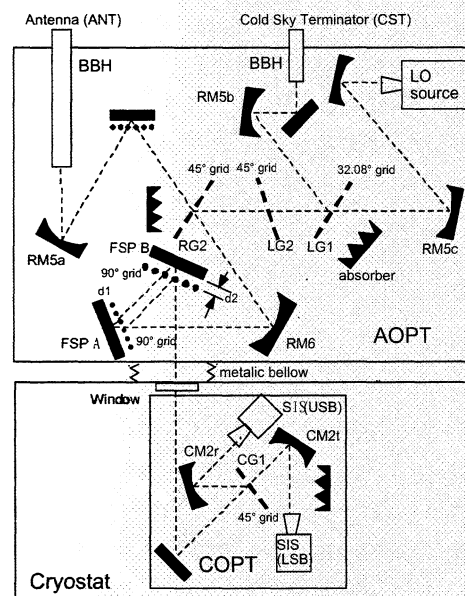 Antenna (ANT)
Cold Sky Terminator (CST)
BBH
BBH
LO
source
RM5b
45° grid
45° grid
32.08° grid
RM5a
FSP B
RG2
LG2
LG1
RM5c
absorber
90° grid
d1
d2
FSP A
90° grid
RM6
AOPT
metalic bellow
Window
SIS(USB)
CM2r
CG1
CM2t
45° grid
SIS
(LSB)
COPT
Cryostat